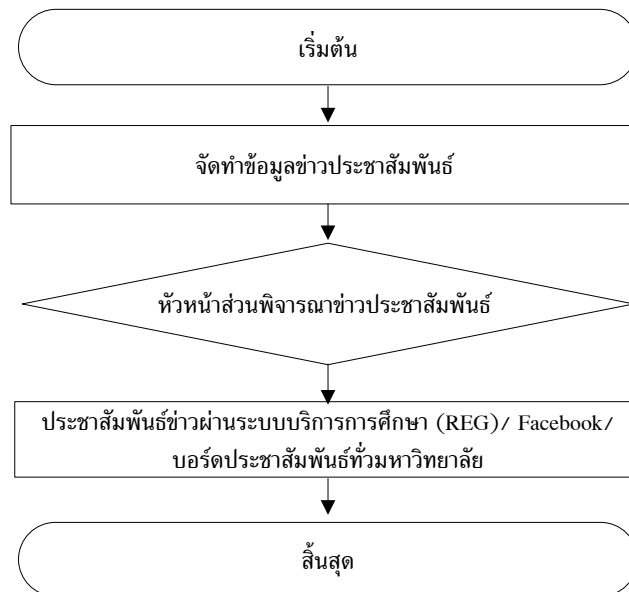 เริ่มต้น
จัดทำข้อมูลข่าวประชาสัมพันธ์
หัวหน้าส่วนพิจารณาข่าวประชาสัมพันธ์
ประชาสัมพันธ์ข่าวผ่านระบบบริการการศึกษา (REG)/ Facebook/
บอร์ดประชาสัมพันธ์ทั่วมหาวิทยาลัย
สิ้นสุด